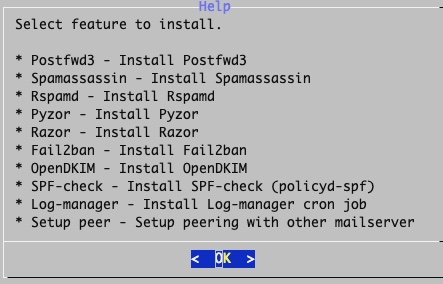 Help
Select feature to install.
* Postfwd3 - Install Postfwd3
* Spamassassin - Install Spamassassin
* Rspamd - Install Rspamd
* Pyzor - Install Pyzor
* Razor - Install Razor
* Fail2ban - Install Fail2ban
* OpenDKIM - Install OpenDKIM
* SPF-check - Install SPF-check (policyd-spf)
* Log-manager - Install Log-manager cron job
* Setup peer - Setup peering with other mailserver
< OK >